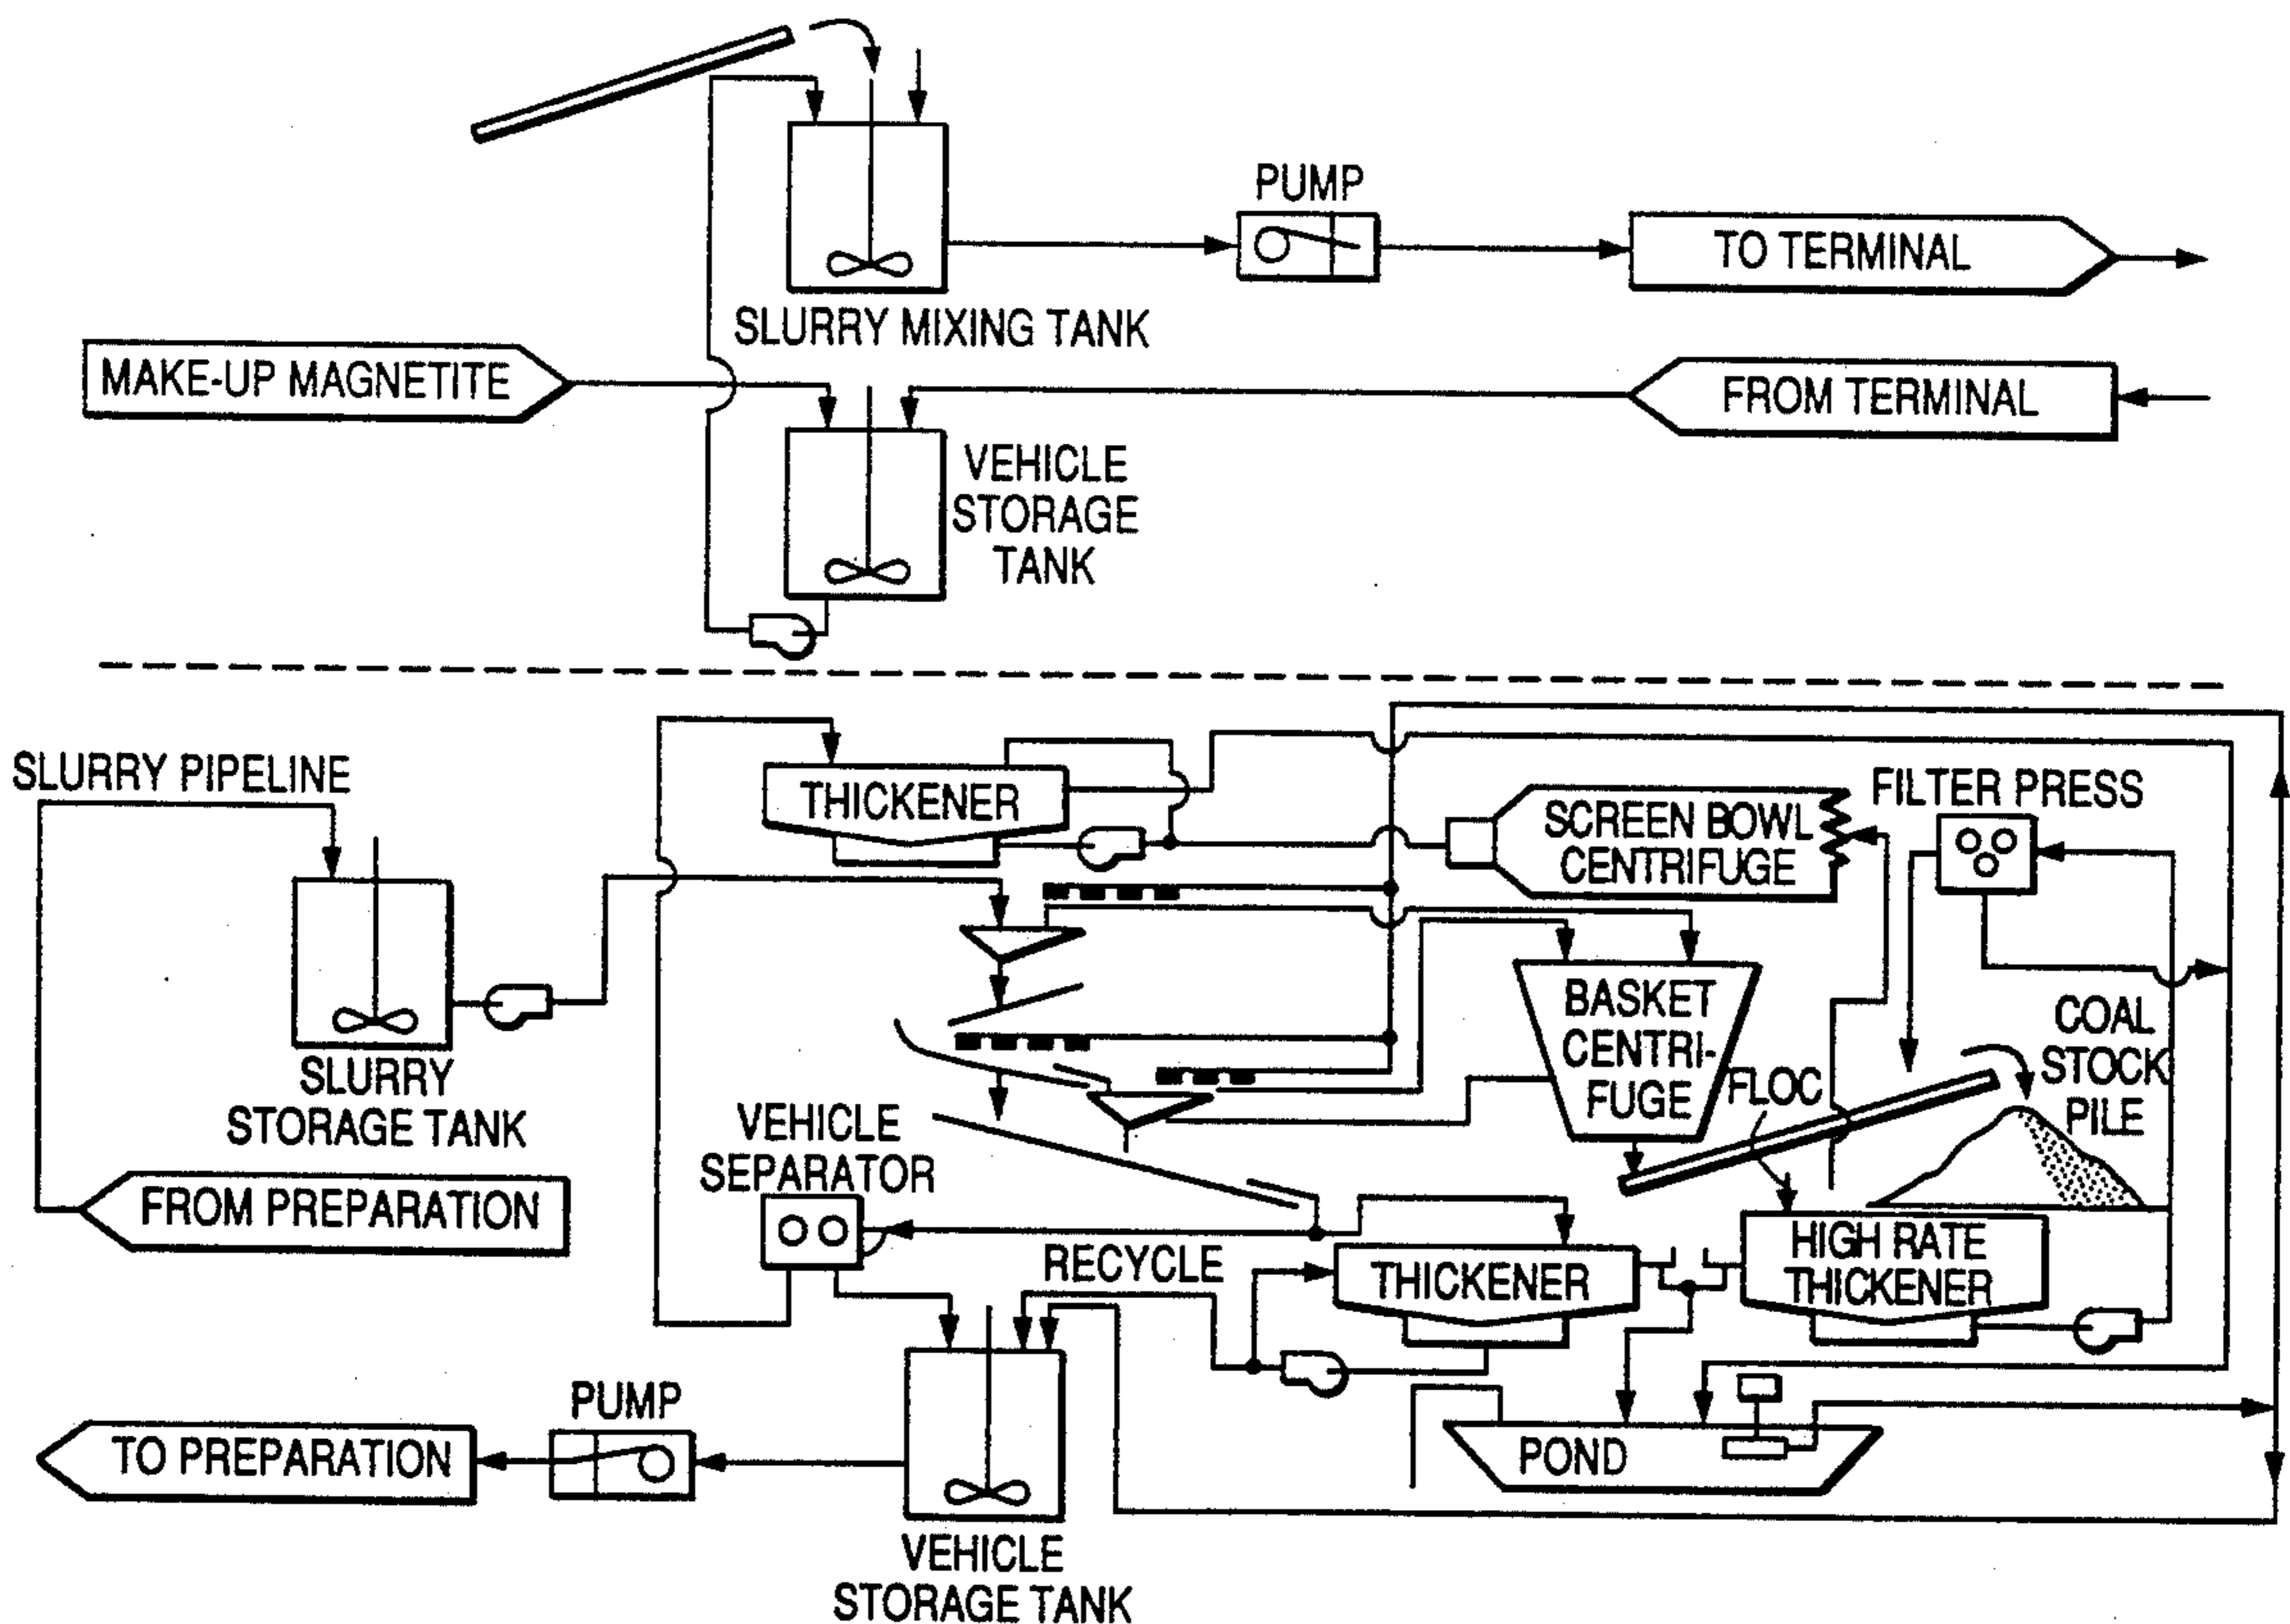 PUMP
TO TERMINAL
SLURRY MIXING TANK
MAKE-UP MAGNETITE
FROM TERMINAL
VEHICLE
STORAGE
TANK
SLURRY PIPELINE
THICKENER
SCREEN BOWL
CENTRIFUGE
FILTER PRESS
SLURRY
STORAGE TANK
BASKET
CENTRI-
FUGE
FLOC
COAL
STOCK
PILE
VEHICLE
SEPARATOR
FROM PREPARATION
RECYCLE
THICKENER
HIGH RATE
THICKENER
PUMP
TO PREPARATION
POND
VEHICLE
STORAGE TANK